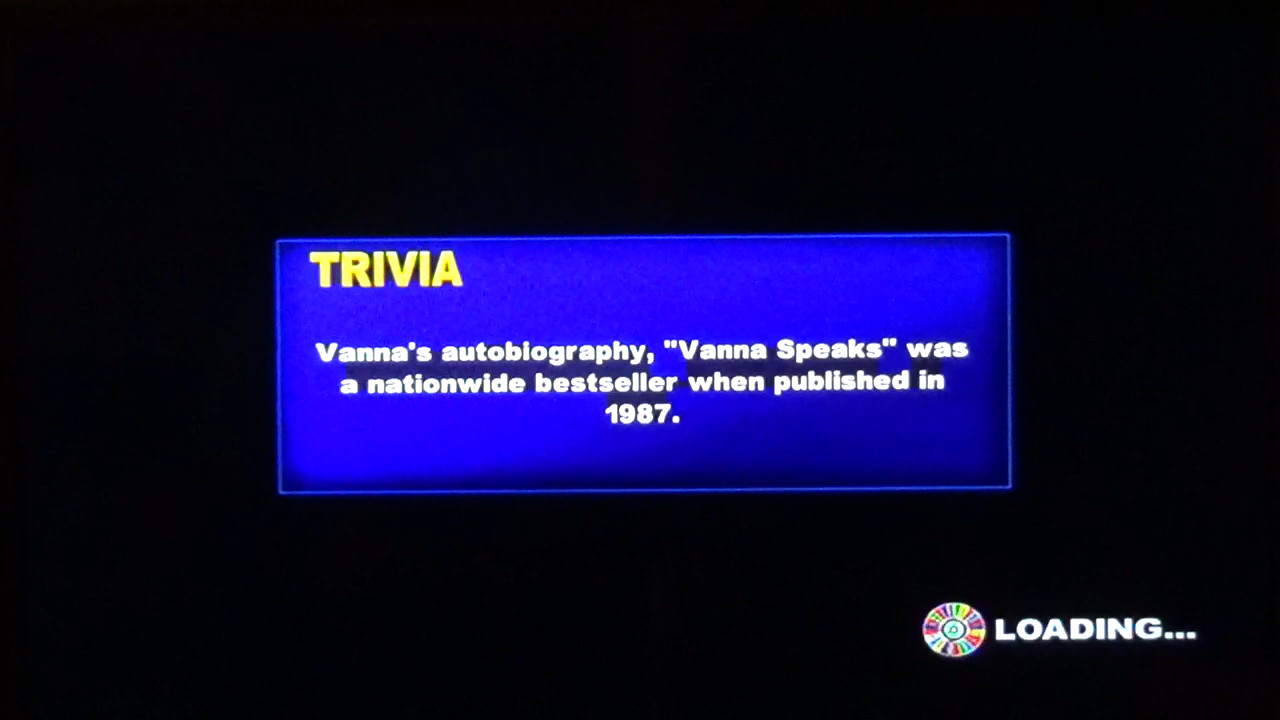 TRIVIA
Vanna's autobiography, "Vanna Speaks" was
a nationwide bestseller when published in
1987.
LOADING...